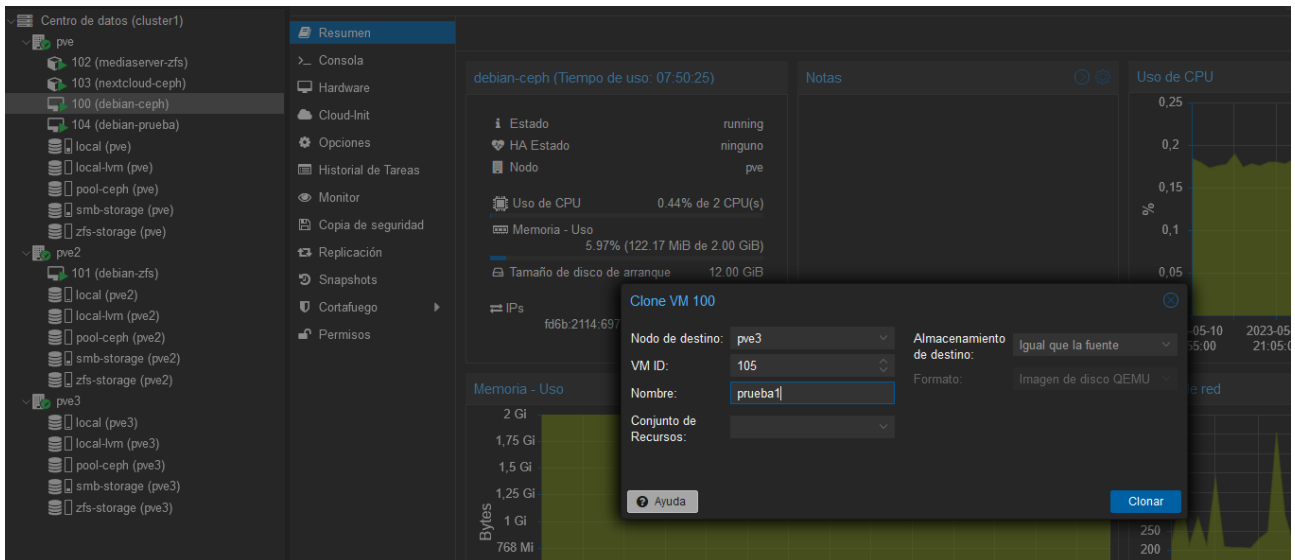 Centro de datos (cluster1)
pve
102 (mediaserver-zfs)
103 (nextcloud-ceph)
100 (debian-ceph)
104 (debian-prueba)
local (pve)
local-lvm (pve)
pool-ceph (pve)
smb-storage (pve)
zfs-storage (pve)
pve2
101 (debian-zfs)
local (pve2)
local-lvm (pve2)
pool-ceph (pve2)
smb-storage (pve2)
zfs-storage (pve2)
pve3
local (pve3)
local-lvm (pve3)
pool-ceph (pve3)
smb-storage (pve3)
zfs-storage (pve3)
Resumen
Consola
Hardware
Cloud-Init
Opciones
Historial de Tareas
Monitor
Copia de seguridad
Replicación
Snapshots
Cortafuego
Permisos
debian-ceph (Tiempo de uso: 07:50:25)
Estado running
HA Estado ninguno
Nodo pve
Uso de CPU 0.44% de 2 CPU(s)
Memoria - Uso
5.97% (122.17 MiB de 2.00 GiB)
Tamaño de disco de arranque 12.00 GiB
IPs
fd6b:2114:697
Notas
Uso de CPU
0,25
0,2
0,15
0,1
0,05
%
-05-10 2023-05
55:00 21:05:0
Clone VM 100
Nodo de destino: pve3
VM ID: 105
Nombre: prueba1
Conjunto de
Recursos:
Almacenamiento
de destino: Igual que la fuente
Formato: Imagen de disco QEMU
Ayuda
Clonar
Memoria - Uso
2 Gi
1,75 Gi
1,5 Gi
1,25 Gi
1 Gi
768 Mi
Bytes
e red
250
200